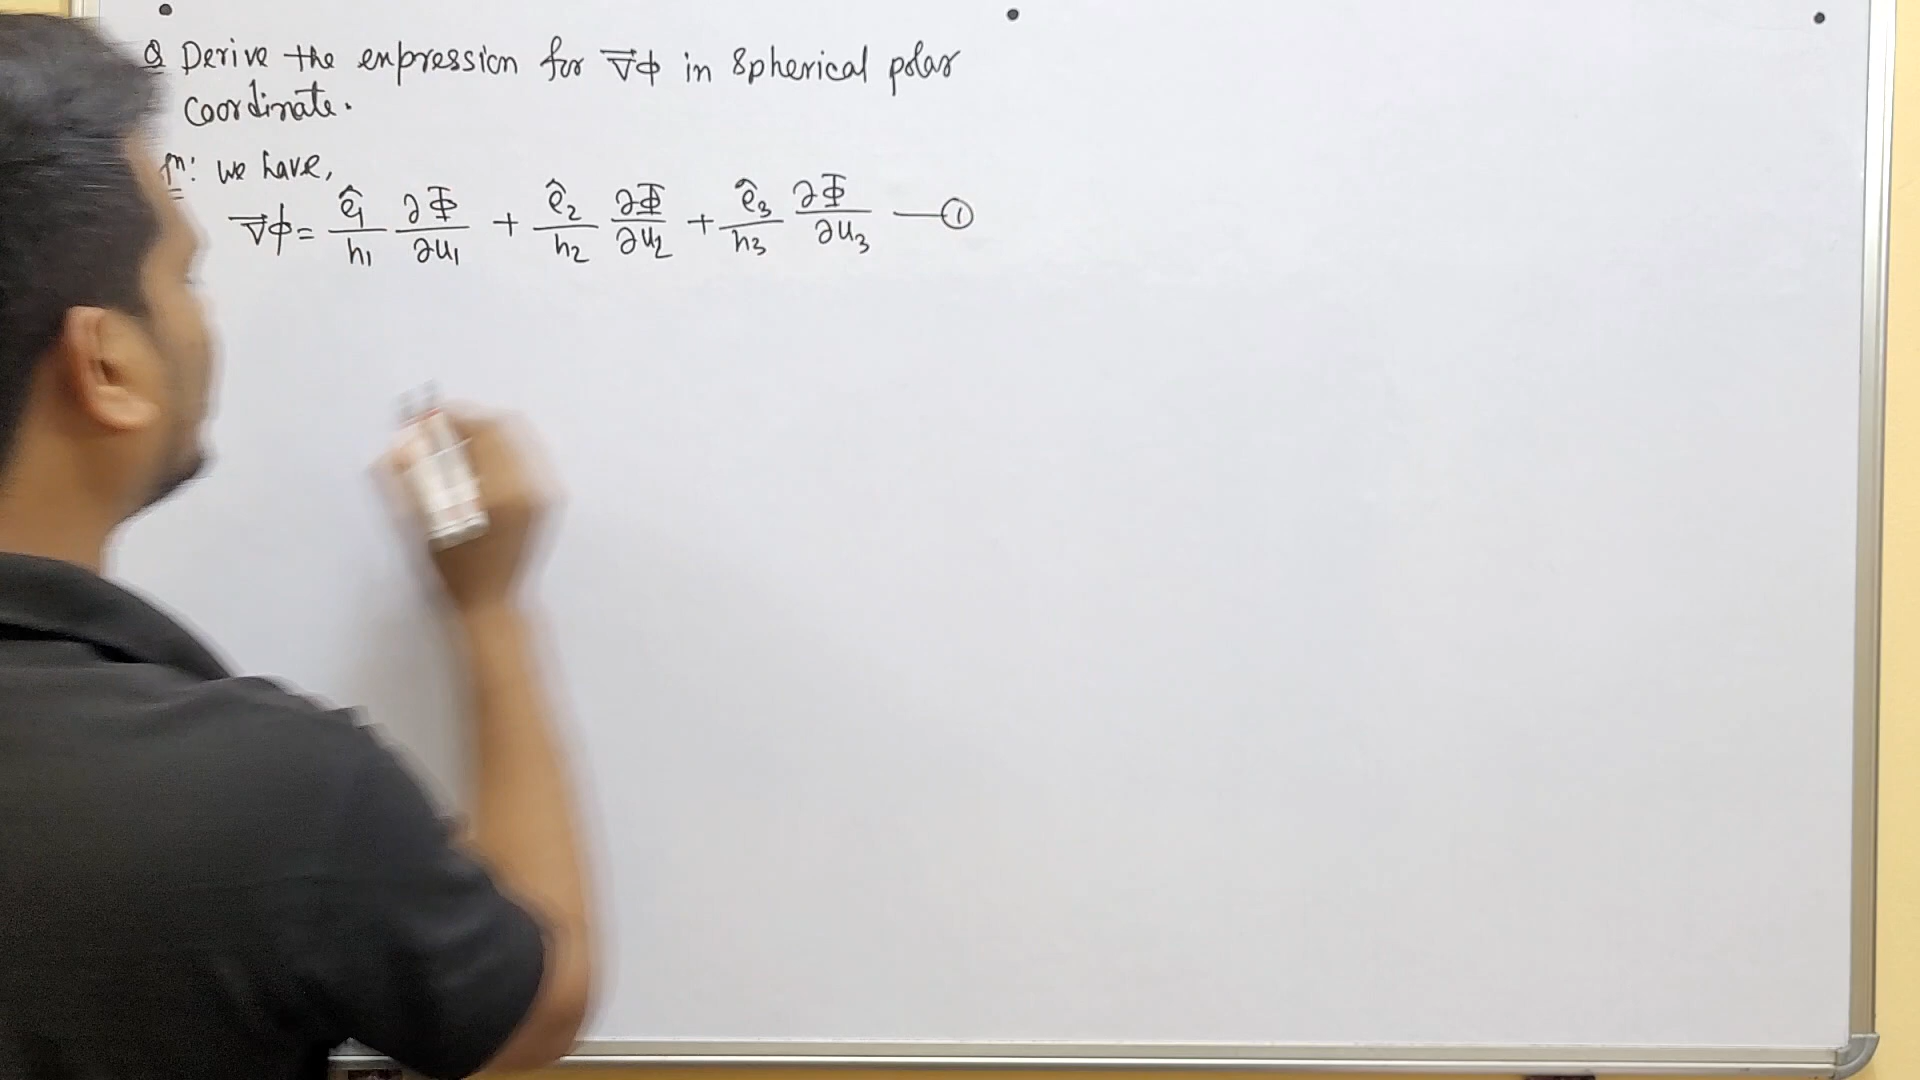 Q Derive the expression for ∇⃗ϕ in Spherical polar
Coordinate.
n: we have,
∇⃗ϕ = ê₁/h₁ ∂Φ/∂u₁ + ê₂/h₂ ∂Φ/∂u₂ + ê₃/h₃ ∂Φ/∂u₃ —①